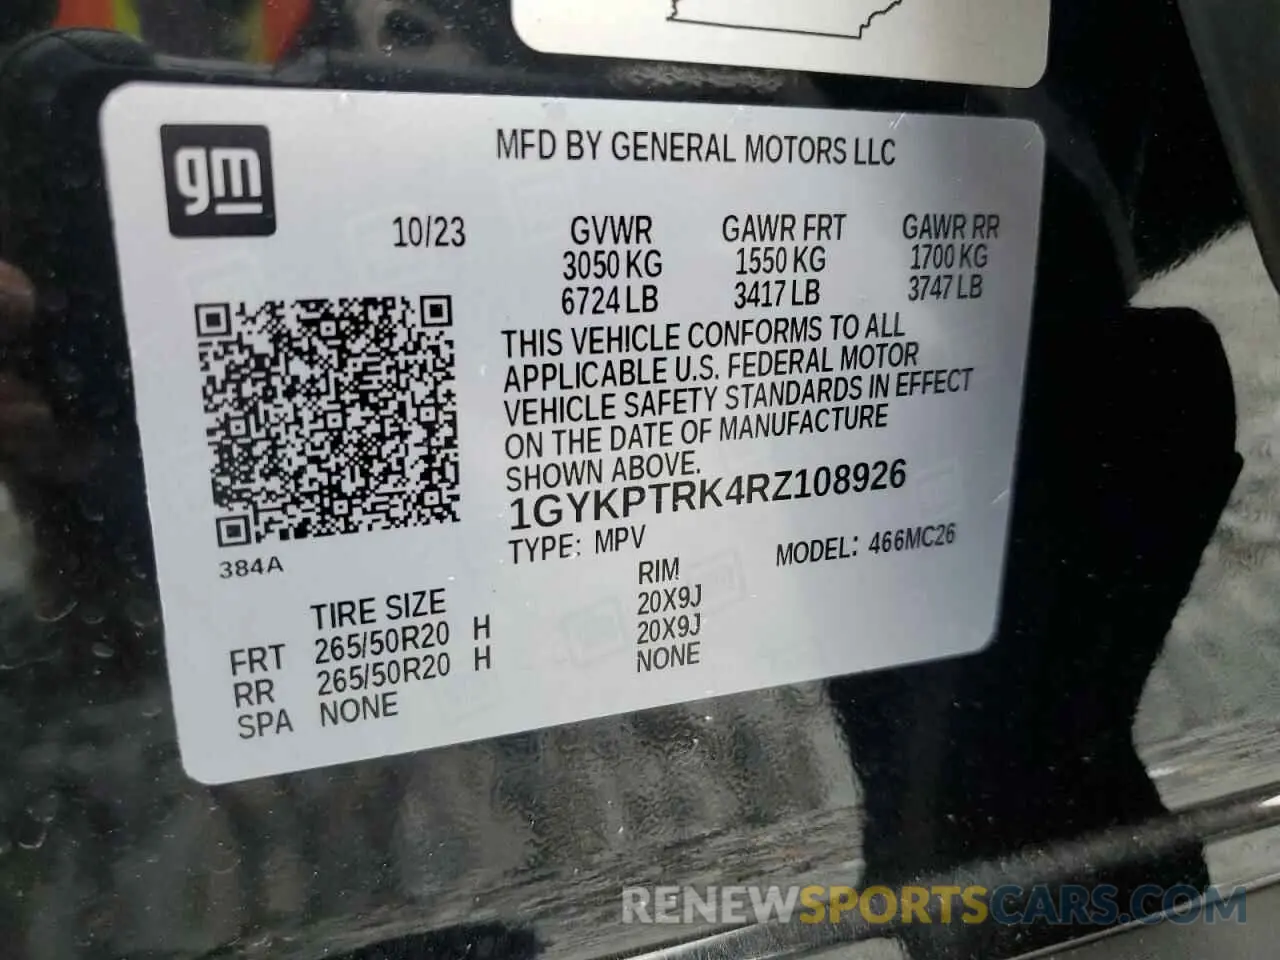 gm
MFD BY GENERAL MOTORS LLC
10/23
GVWR GAWR FRT GAWR RR
3050 KG 1550 KG 1700 KG
6724 LB 3417 LB 3747 LB
THIS VEHICLE CONFORMS TO ALL
APPLICABLE U.S. FEDERAL MOTOR
VEHICLE SAFETY STANDARDS IN EFFECT
ON THE DATE OF MANUFACTURE
SHOWN ABOVE.
1GYKPTRK4RZ108926
TYPE: MPV MODEL: 466MC26
384A
TIRE SIZE RIM
FRT 265/50R20 H 20X9J
RR 265/50R20 H 20X9J
SPA NONE NONE
RENEWSPORTSCARS.COM